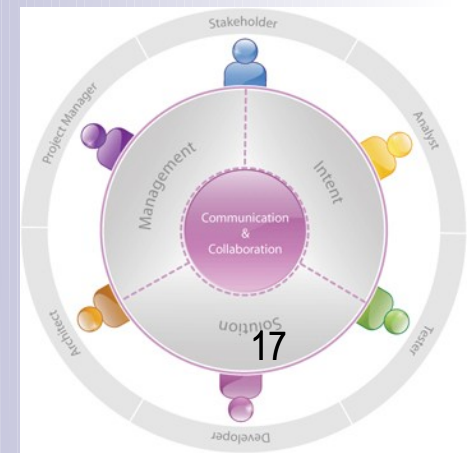 Stakeholder
Project Manager
Analyst
Management
Intent
Communication
&
Collaboration
Solution
17
Architect
Tester
Developer